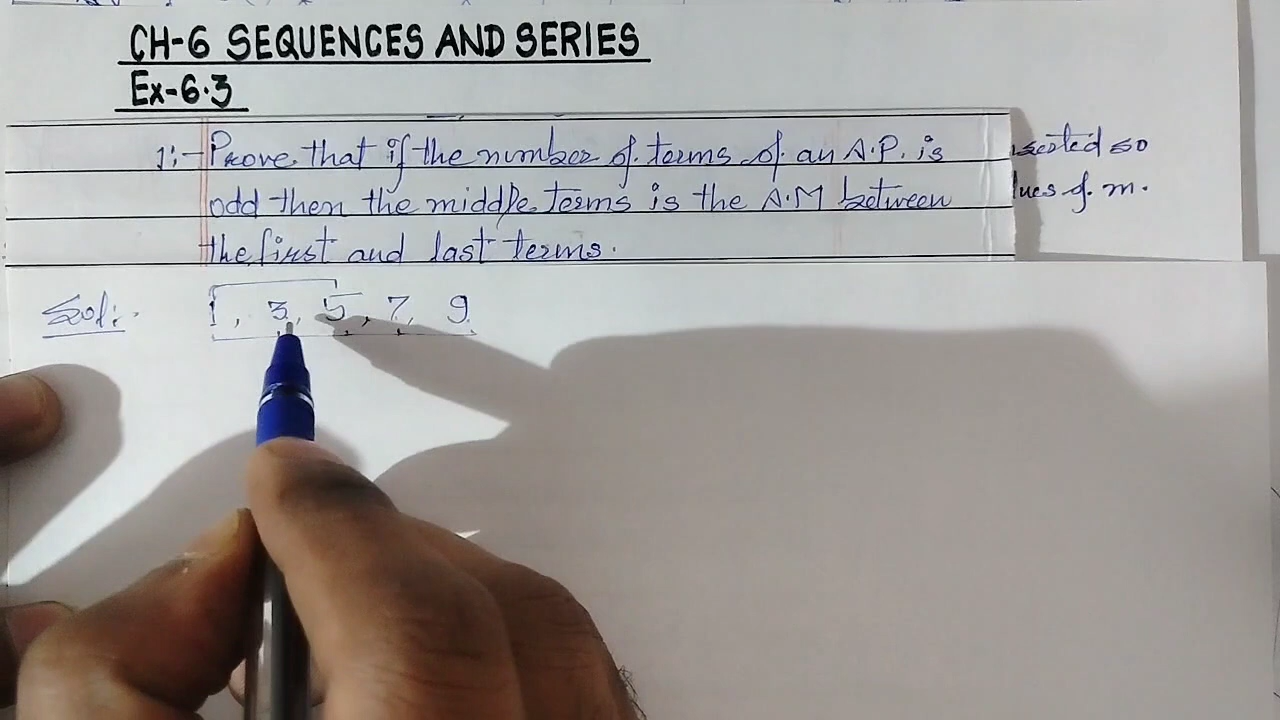 CH-6 SEQUENCES AND SERIES
Ex-6.3
1:- Prove that if the number of terms of an A.P. is
odd then the middle terms is the A.M between
the first and last terms.
so
of m.
Sol:.
1, 3, 5, 7, 9